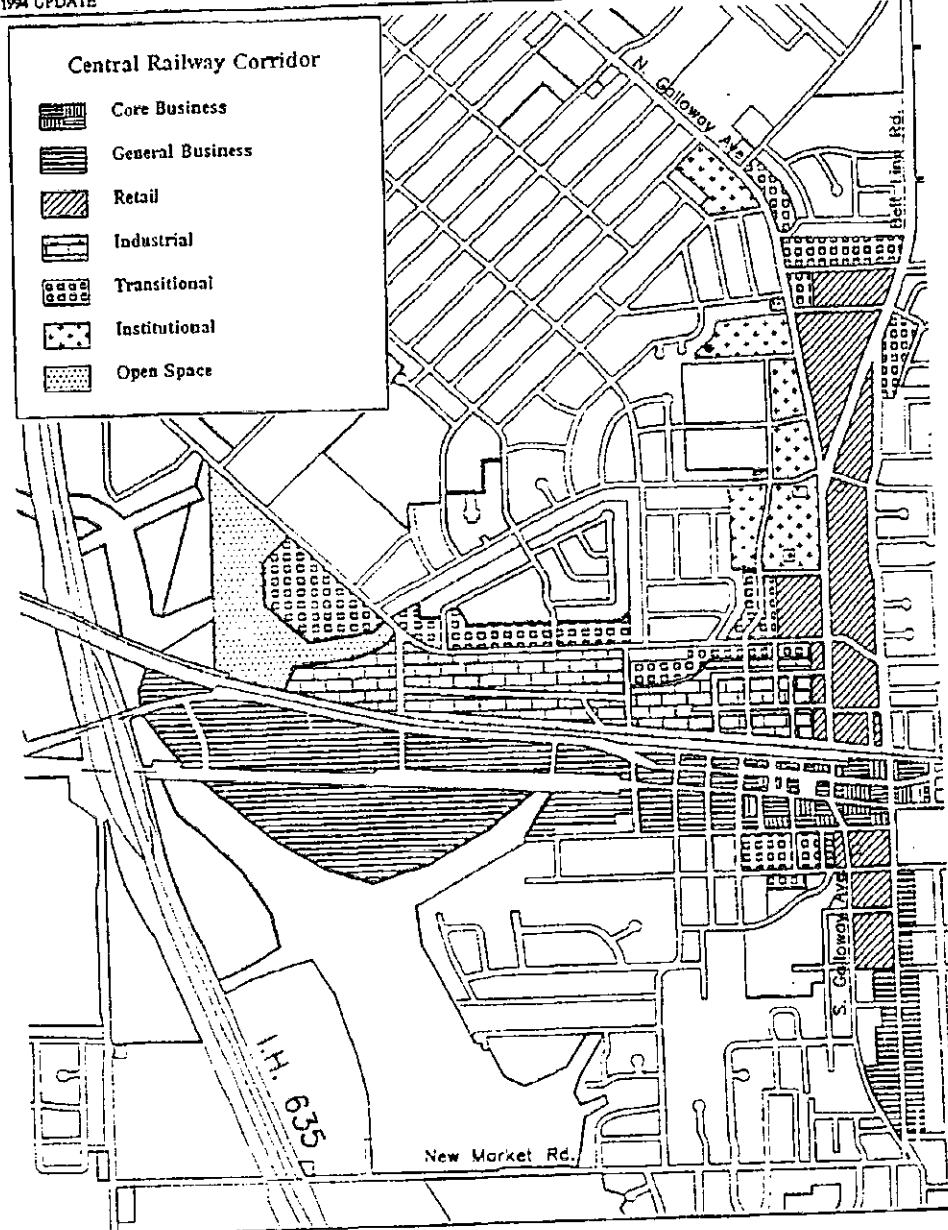 1994 UPDATE
Central Railway Corridor
Core Business
General Business
Retail
Industrial
Transitional
Institutional
Open Space
N. Galloway Ave.
Belt Line Rd.
S. Galloway Ave.
I.H. 635
New Market Rd.